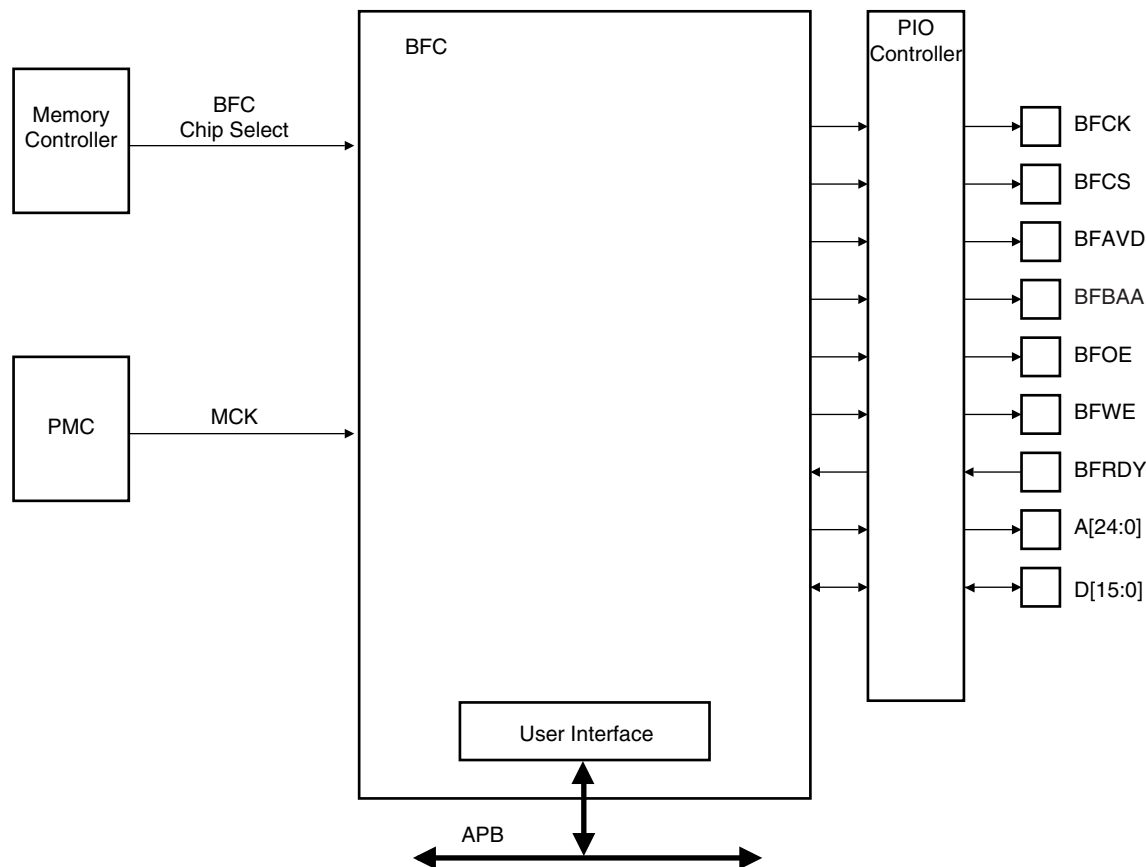 BFC
PIO
Controller
Memory
Controller
BFC
Chip Select
PMC
MCK
BFCK
BFCS
BFAVD
BFBAA
BFOE
BFWE
BFRDY
A[24:0]
D[15:0]
User Interface
APB